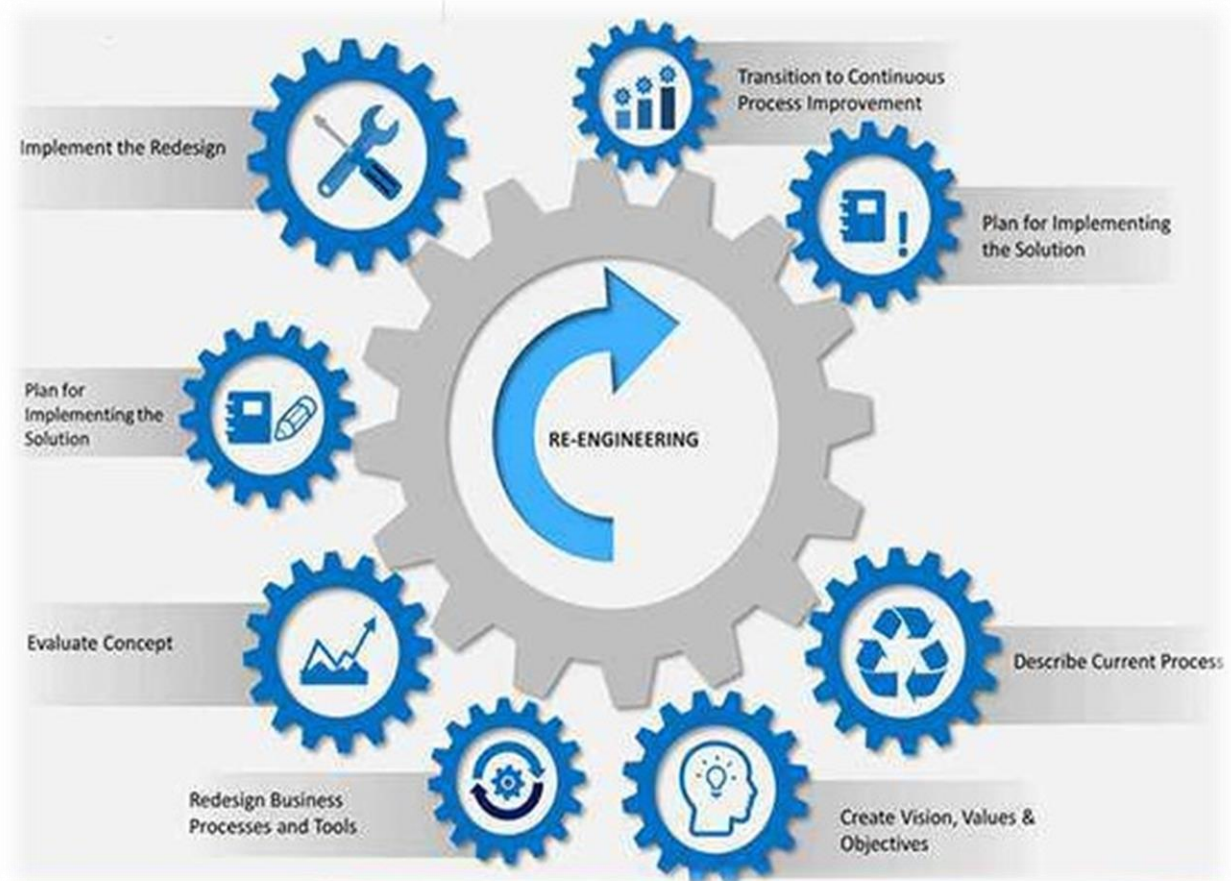 Transition to Continuous
Process Improvement
Implement the Redesign
Plan for Implementing
the Solution
Plan for
Implementing the
Solution
RE-ENGINEERING
Evaluate Concept
Describe Current Process
Redesign Business
Processes and Tools
Create Vision, Values &
Objectives